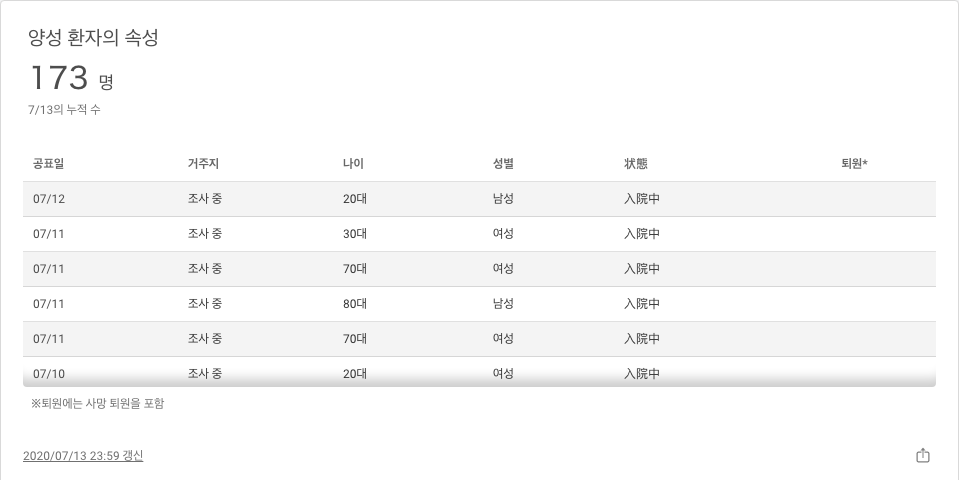 양성 환자의 속성
173 명
7/13의 누적 수
공표일 거주지 나이 성별 状態 퇴원*
07/12 조사 중 20대 남성 入院中
07/11 조사 중 30대 여성 入院中
07/11 조사 중 70대 여성 入院中
07/11 조사 중 80대 남성 入院中
07/11 조사 중 70대 여성 入院中
07/10 조사 중 20대 여성 入院中
※퇴원에는 사망 퇴원을 포함
2020/07/13 23:59 갱신